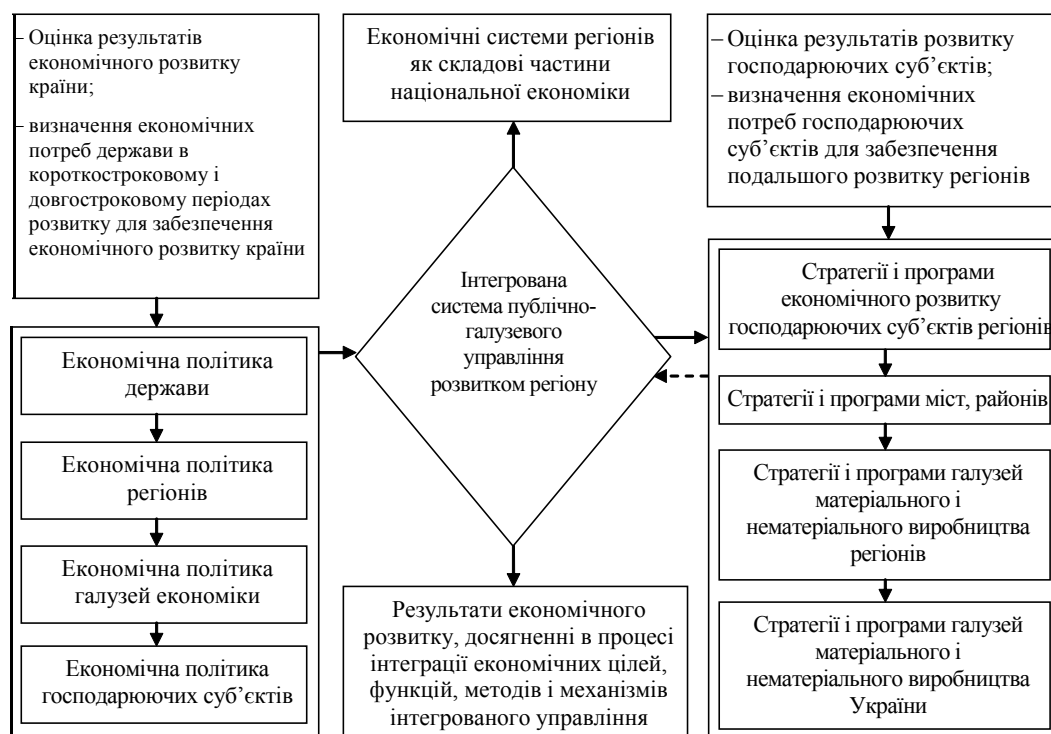 – Оцінка результатів
економічного розвитку
країни;
– визначення економічних
потреб держави в
короткостроковому і
довгостроковому періодах
розвитку для забезпечення
економічного розвитку країни
Економічна політика
держави
Економічна політика
регіонів
Економічна політика
галузей економіки
Економічна політика
господарюючих суб’єктів
Економічні системи регіонів
як складові частини
національної економіки
Інтегрована
система публічно-
галузевого
управління
розвитком регіону
Результати економічного
розвитку, досягненні в процесі
інтеграції економічних цілей,
функцій, методів і механізмів
інтегрованого управління
– Оцінка результатів розвитку
господарюючих суб’єктів;
– визначення економічних
потреб господарюючих
суб’єктів для забезпечення
подальшого розвитку регіонів
Стратегії і програми
економічного розвитку
господарюючих суб’єктів регіонів
Стратегії і програми міст, районів
Стратегії і програми галузей
матеріального і
нематеріального виробництва
регіонів
Стратегії і програми галузей
матеріального і
нематеріального виробництва
України